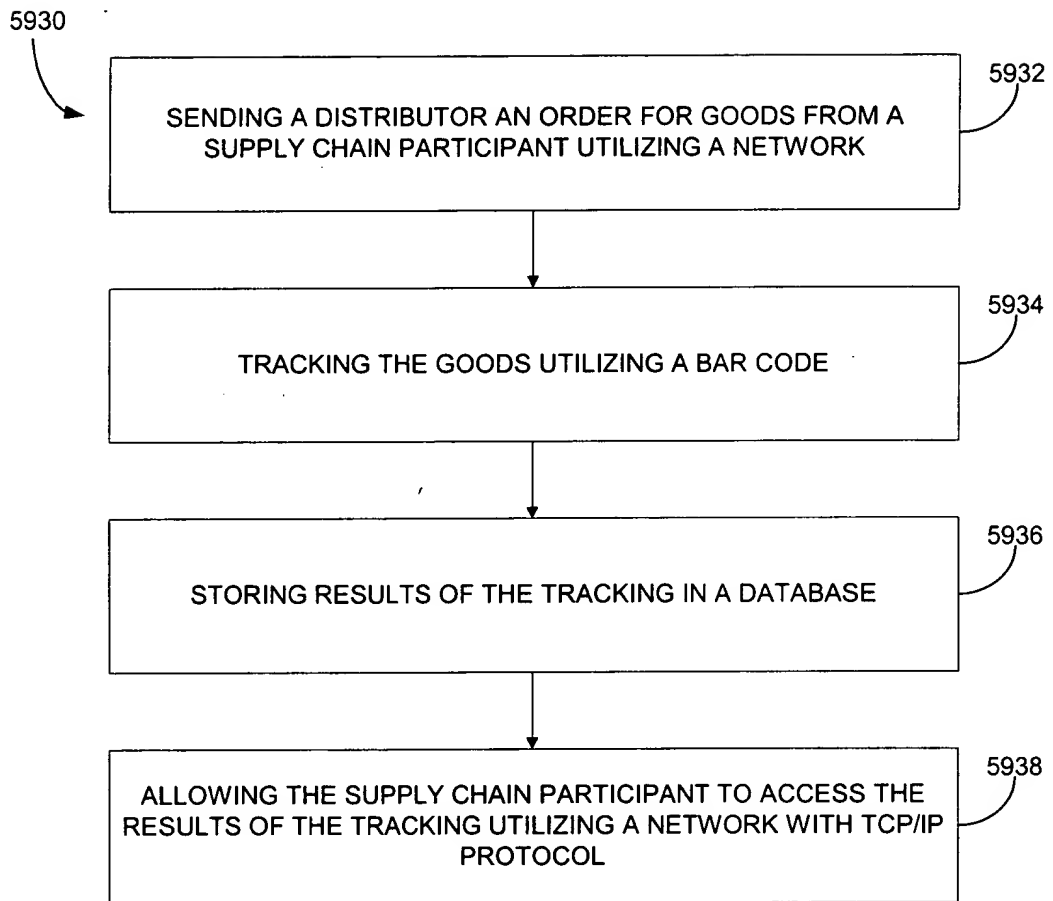 5930
5932
SENDING A DISTRIBUTOR AN ORDER FOR GOODS FROM A
SUPPLY CHAIN PARTICIPANT UTILIZING A NETWORK
5934
TRACKING THE GOODS UTILIZING A BAR CODE
5936
STORING RESULTS OF THE TRACKING IN A DATABASE
5938
ALLOWING THE SUPPLY CHAIN PARTICIPANT TO ACCESS THE
RESULTS OF THE TRACKING UTILIZING A NETWORK WITH TCP/IP
PROTOCOL